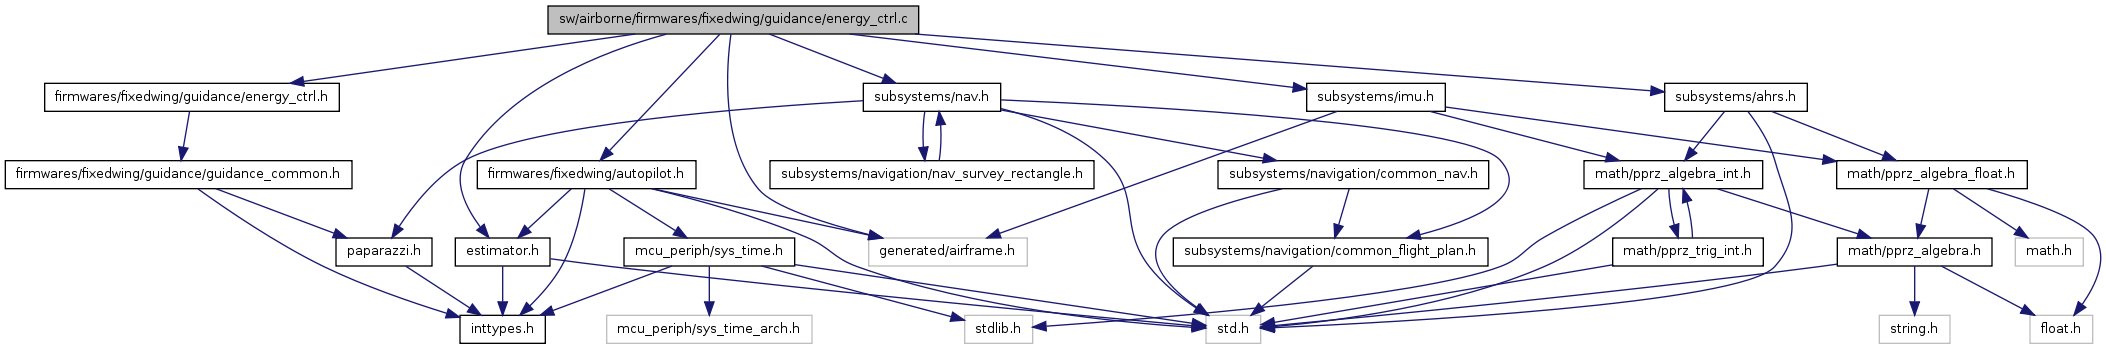 sw/airborne/firmwares/fixedwing/guidance/energy_ctrl.c
firmwares/fixedwing/guidance/energy_ctrl.h
subsystems/nav.h
subsystems/imu.h
subsystems/ahrs.h
firmwares/fixedwing/guidance/guidance_common.h
firmwares/fixedwing/autopilot.h
subsystems/navigation/nav_survey_rectangle.h
subsystems/navigation/common_nav.h
math/pprz_algebra_int.h
math/pprz_algebra_float.h
paparazzi.h
estimator.h
mcu_periph/sys_time.h
generated/airframe.h
subsystems/navigation/common_flight_plan.h
math/pprz_trig_int.h
math/pprz_algebra.h
math.h
inttypes.h
mcu_periph/sys_time_arch.h
stdlib.h
std.h
string.h
float.h